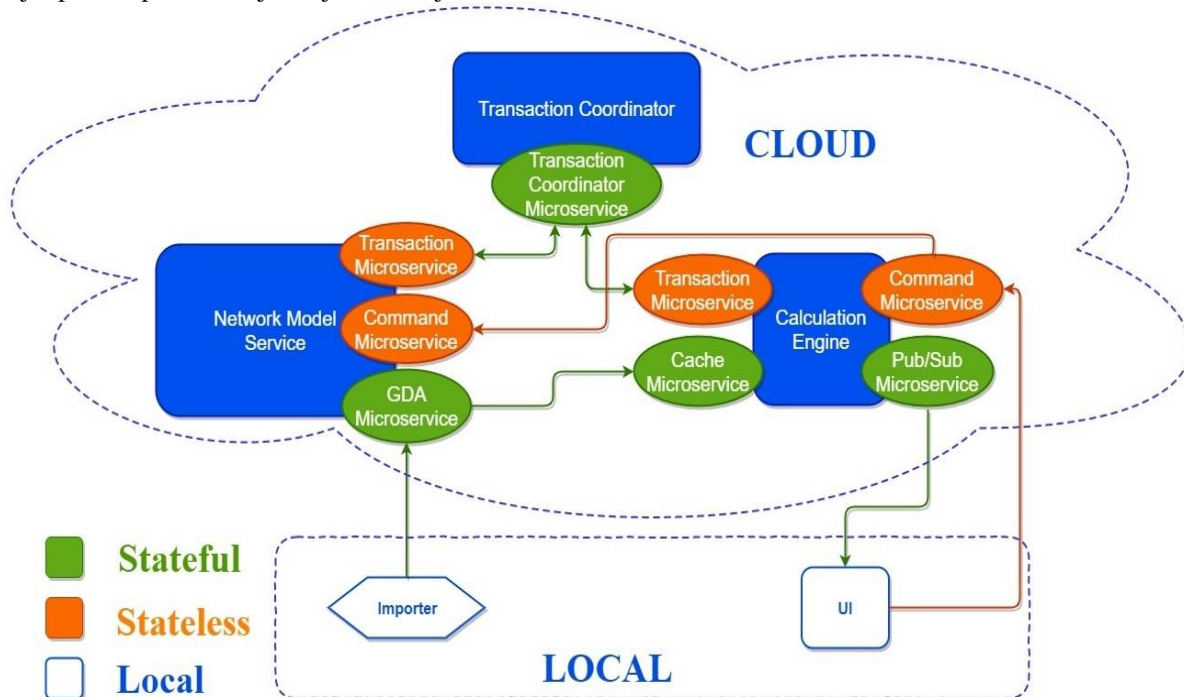 Transaction Coordinator
CLOUD
Transaction
Coordinator
Microservice
Transaction
Microservice
Network Model
Service
Command
Microservice
GDA
Microservice
Transaction
Microservice
Calculation
Engine
Command
Microservice
Cache
Microservice
Pub/Sub
Microservice
Stateful
Stateless
Local
Importer
UI
LOCAL